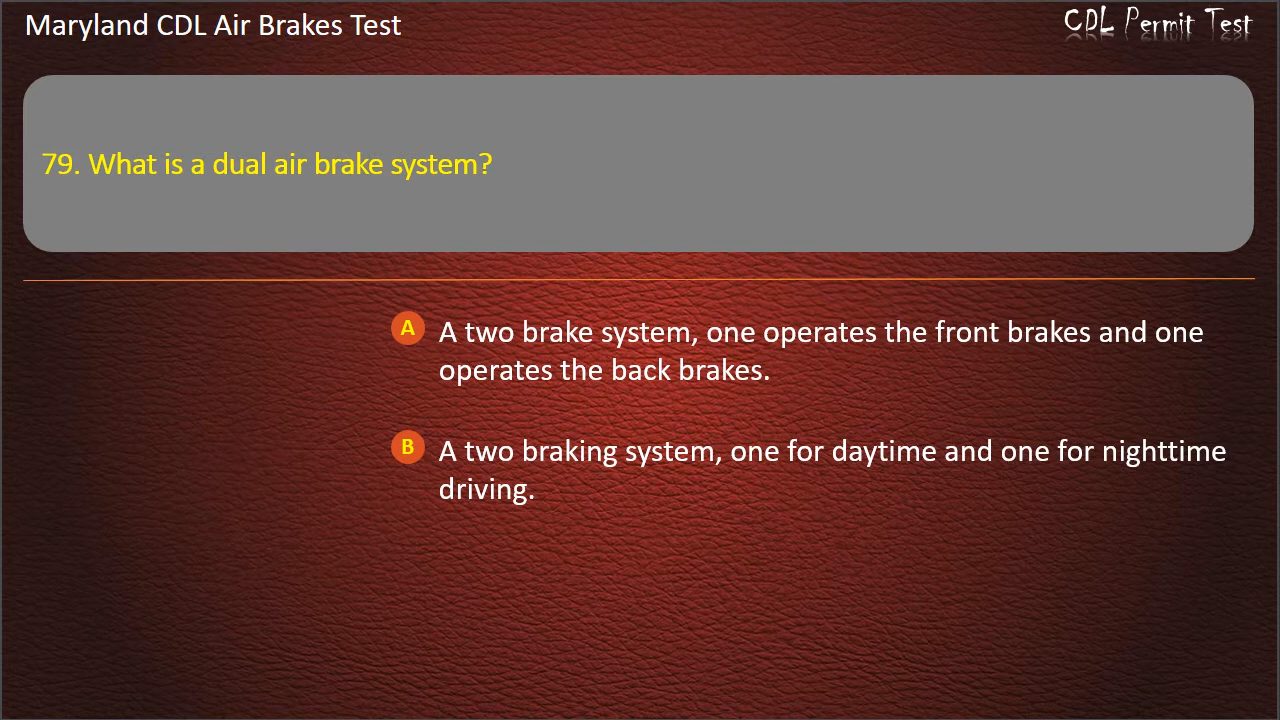 Maryland CDL Air Brakes Test
CDL Permit Test
79. What is a dual air brake system?
A A two brake system, one operates the front brakes and one
operates the back brakes.
B A two braking system, one for daytime and one for nighttime
driving.